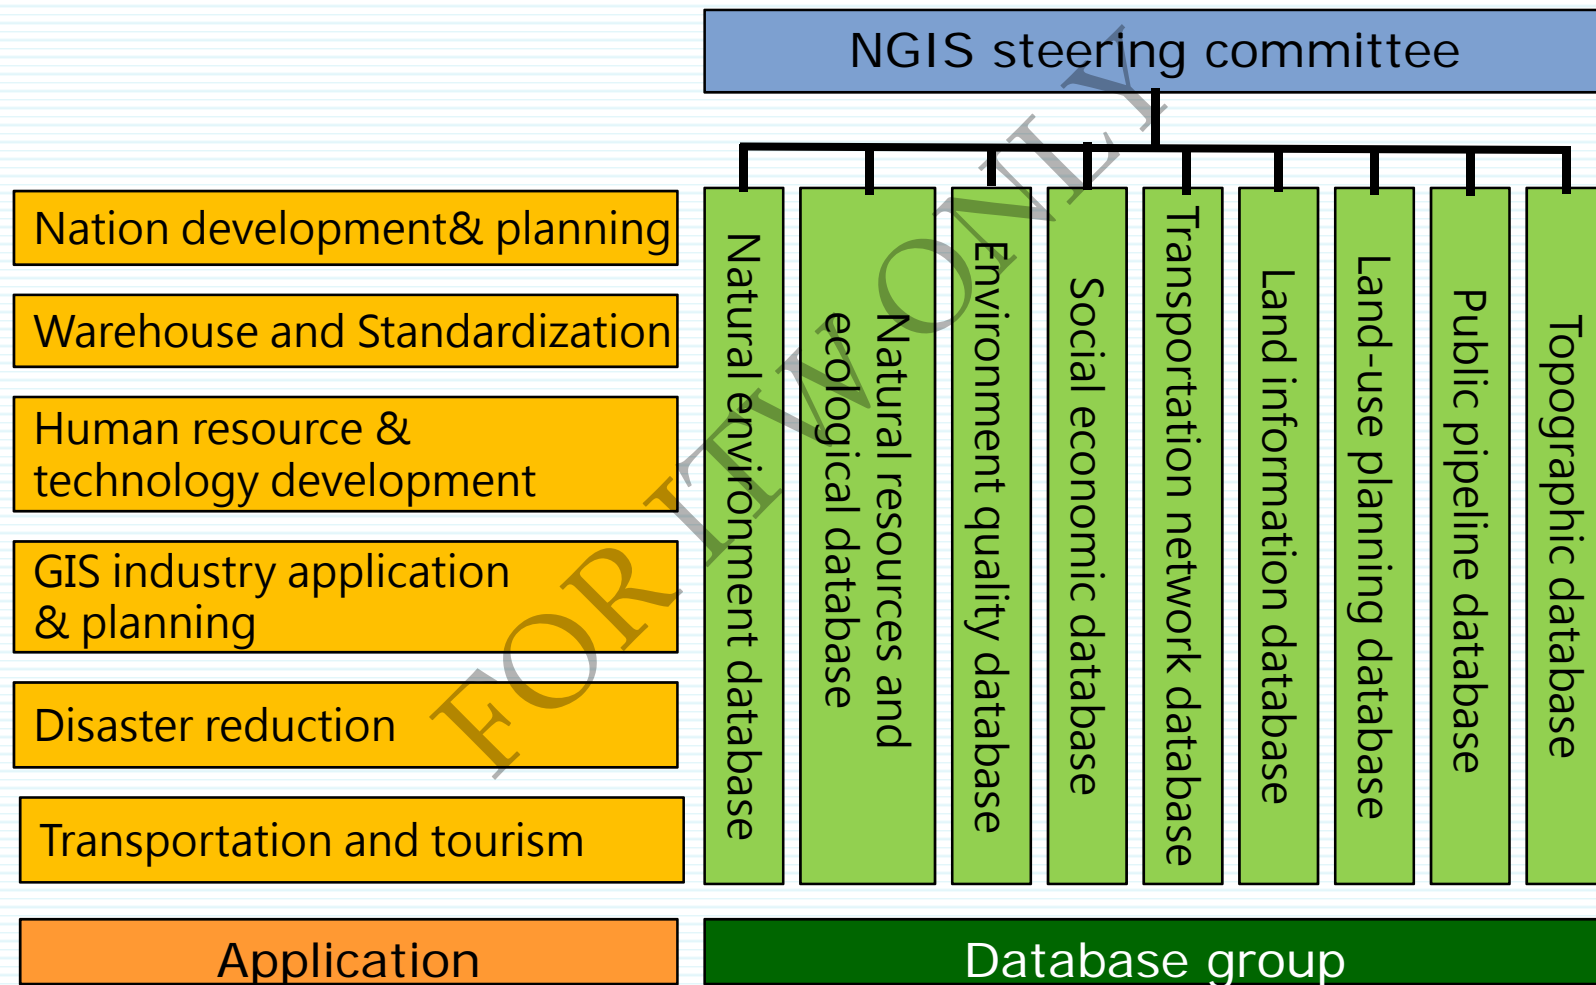 NGIS steering committee
Nation development& planning
Warehouse and Standardization
Human resource &
technology development
GIS industry application
& planning
Disaster reduction
Transportation and tourism
Application
Natural environment database
Natural resources and
ecological database
Environment quality database
Social economic database
Transportation network database
Land information database
Land-use planning database
Public pipeline database
Topographic database
Database group
FOR ITW ONLY